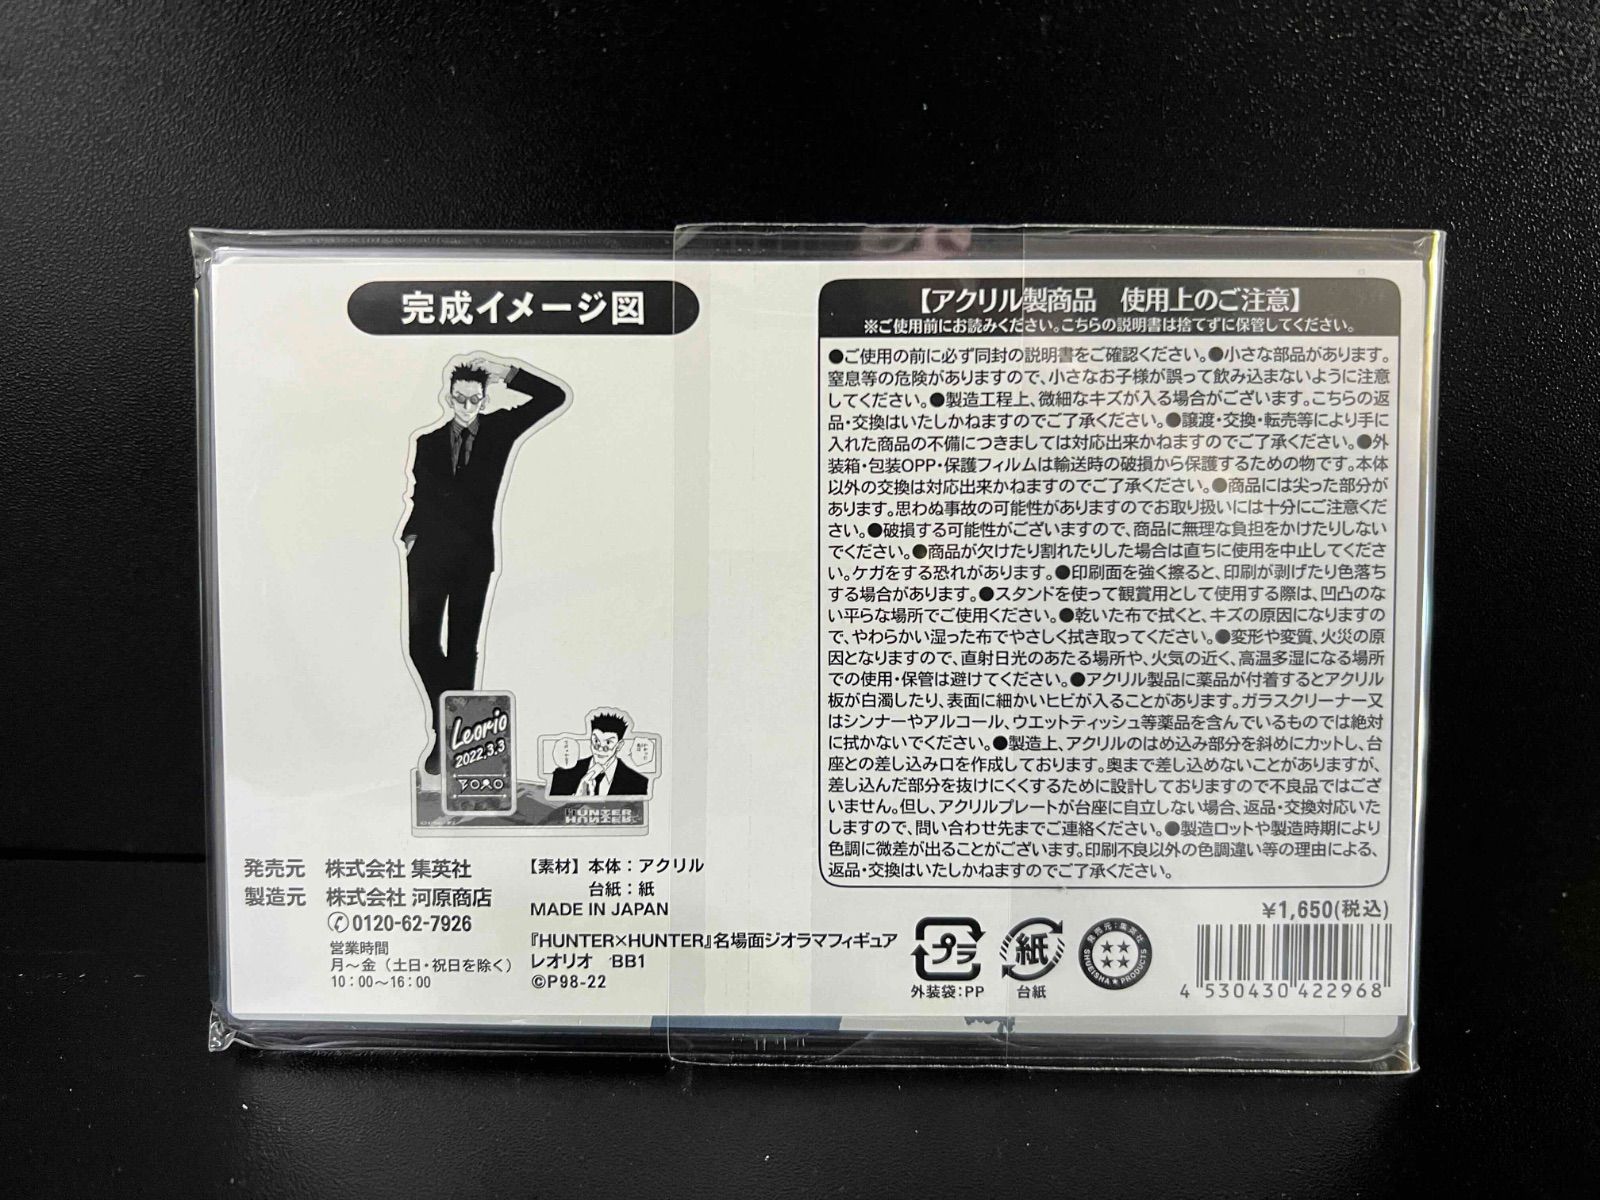 完成イメージ図
Leorio
2022.3.3
HUNTER
HUNTER
発売元 株式会社 集英社
製造元 株式会社 河原商店
0120-62-7926
営業時間
月〜金（土日・祝日を除く）
10：00〜16：00
【素材】本体：アクリル
台紙：紙
MADE IN JAPAN
『HUNTER×HUNTER』名場面ジオラマフィギュア
レオリオ BB1
©P98-22
【アクリル製商品 使用上のご注意】
※ご使用前にお読みください。こちらの説明書は捨てずに保管してください。
●ご使用の前に必ず同封の説明書をご確認ください。●小さな部品があります。
窒息等の危険がありますので、小さなお子様が誤って飲み込まないように注意
してください。●製造工程上、微細なキズが入る場合がございます。こちらの返
品・交換はいたしかねますのでご了承ください。●譲渡・交換・転売等により手に
入れた商品の不備につきましては対応出来かねますのでご了承ください。●外
装箱・包装OPP・保護フィルムは輸送時の破損から保護するための物です。本体
以外の交換は対応出来かねますのでご了承ください。●商品には尖った部分が
あります。思わぬ事故の可能性がありますのでお取り扱いには十分にご注意くだ
さい。●破損する可能性がございますので、商品に無理な負担をかけたりしない
でください。●商品が欠けたり割れたりした場合は直ちに使用を中止してくださ
い。ケガをする恐れがあります。●印刷面を強く擦ると、印刷が剥げたり色落ち
する場合があります。●スタンドを使って観賞用として使用する際は、凹凸のな
い平らな場所でご使用ください。●乾いた布で拭くと、キズの原因になりますの
で、やわらかい湿った布でやさしく拭き取ってください。●変形や変質、火災の原
因となりますので、直射日光のあたる場所や、火気の近く、高温多湿になる場所
での使用・保管は避けてください。●アクリル製品に薬品が付着するとアクリル
板が白濁したり、表面に細かいヒビが入ることがあります。ガラスクリーナー又
はシンナーやアルコール、ウエットティッシュ等薬品を含んでいるものでは絶対
に拭かないでください。●製造上、アクリルのはめ込み部分を斜めにカットし、台
座との差し込み口を作成しております。奥まで差し込めないことがありますが、
差し込んだ部分を抜けにくくするために設計しておりますので不良品ではござ
いません。但し、アクリルプレートが台座に自立しない場合、返品・交換対応いた
しますので、問い合わせ先までご連絡ください。●製造ロットや製造時期により
色調に微差が出ることがございます。印刷不良以外の色調違い等の理由による、
返品・交換はいたしかねますのでご了承ください。
¥1,650(税込)
プラ
外装袋：PP
紙
台紙
発売元：集英社
SHUEISHA★PRODUCTS
4 530430 422968